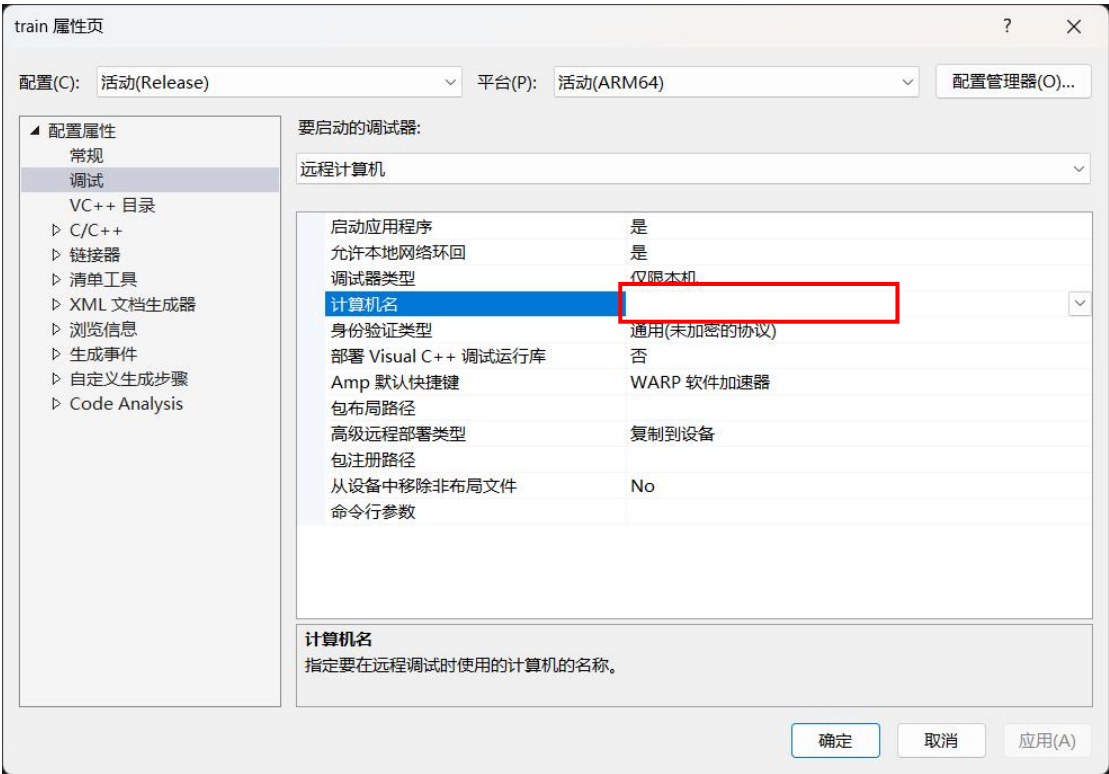 train 属性页
配置(C): 活动(Release) 平台(P): 活动(ARM64) 配置管理器(O)...
配置属性
常规
调试
VC++ 目录
C/C++
链接器
清单工具
XML 文档生成器
浏览信息
生成事件
自定义生成步骤
Code Analysis
要启动的调试器:
远程计算机
启动应用程序 是
允许本地网络环回 是
调试器类型 仅限本机
计算机名
身份验证类型 通用(未加密的协议)
部署 Visual C++ 调试运行库 否
Amp 默认快捷键 WARP 软件加速器
包布局路径
高级远程部署类型 复制到设备
包注册路径
从设备中移除非布局文件 No
命令行参数
计算机名
指定要在远程调试时使用的计算机的名称。
确定 取消 应用(A)